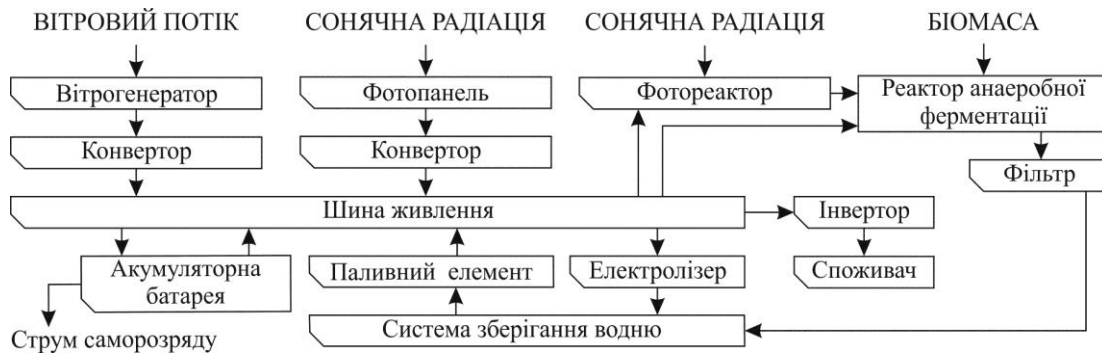 ВІТРОВИЙ ПОТІК
СОНЯЧНА РАДІАЦІЯ
СОНЯЧНА РАДІАЦІЯ
БІОМАСА
Вітрогенератор
Фотопанель
Фотореактор
Реактор анаеробної
ферментації
Конвертор
Конвертор
Фільтр
Шина живлення
Інвертор
Акумуляторна
батарея
Паливний елемент
Електролізер
Споживач
Струм саморозряду
Система зберігання водню